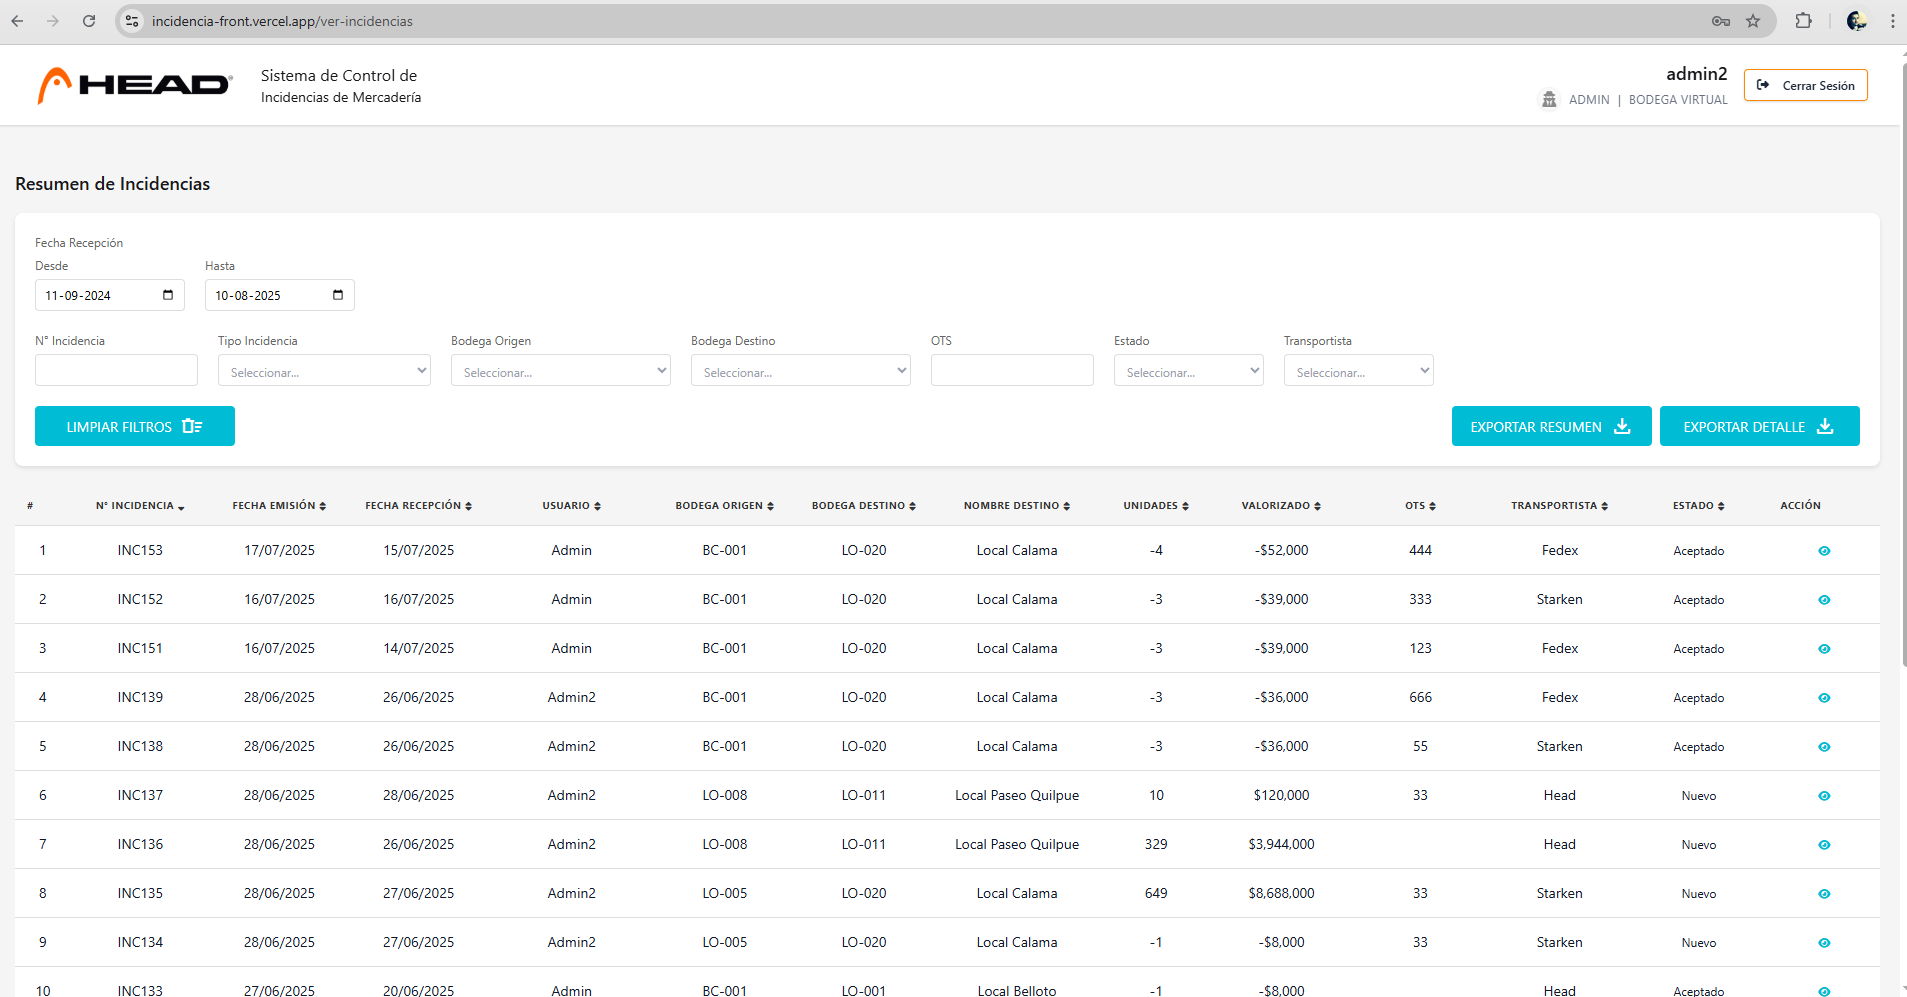 incidencia-front.vercel.app/ver-incidencias
HEAD
Sistema de Control de
Incidencias de Mercadería
admin2
ADMIN | BODEGA VIRTUAL
Cerrar Sesión
Resumen de Incidencias
Fecha Recepción
Desde Hasta
11-09-2024 10-08-2025
N° Incidencia Tipo Incidencia Bodega Origen Bodega Destino OTS Estado Transportista
Seleccionar... Seleccionar... Seleccionar... Seleccionar... Seleccionar...
LIMPIAR FILTROS EXPORTAR RESUMEN EXPORTAR DETALLE
# N° INCIDENCIA FECHA EMISIÓN FECHA RECEPCIÓN USUARIO BODEGA ORIGEN BODEGA DESTINO NOMBRE DESTINO UNIDADES VALORIZADO OTS TRANSPORTISTA ESTADO ACCIÓN
1 INC153 17/07/2025 15/07/2025 Admin BC-001 LO-020 Local Calama -4 -$52,000 444 Fedex Aceptado
2 INC152 16/07/2025 16/07/2025 Admin BC-001 LO-020 Local Calama -3 -$39,000 333 Starken Aceptado
3 INC151 16/07/2025 14/07/2025 Admin BC-001 LO-020 Local Calama -3 -$39,000 123 Fedex Aceptado
4 INC139 28/06/2025 26/06/2025 Admin2 BC-001 LO-020 Local Calama -3 -$36,000 666 Fedex Aceptado
5 INC138 28/06/2025 26/06/2025 Admin2 BC-001 LO-020 Local Calama -3 -$36,000 55 Starken Aceptado
6 INC137 28/06/2025 28/06/2025 Admin2 LO-008 LO-011 Local Paseo Quilpue 10 $120,000 33 Head Nuevo
7 INC136 28/06/2025 26/06/2025 Admin2 LO-008 LO-011 Local Paseo Quilpue 329 $3,944,000 Head Nuevo
8 INC135 28/06/2025 27/06/2025 Admin2 LO-005 LO-020 Local Calama 649 $8,688,000 33 Starken Nuevo
9 INC134 28/06/2025 27/06/2025 Admin2 LO-005 LO-020 Local Calama -1 -$8,000 33 Starken Nuevo
10 INC133 27/06/2025 20/06/2025 Admin BC-001 LO-001 Local Belloto -1 -$8,000 Head Aceptado